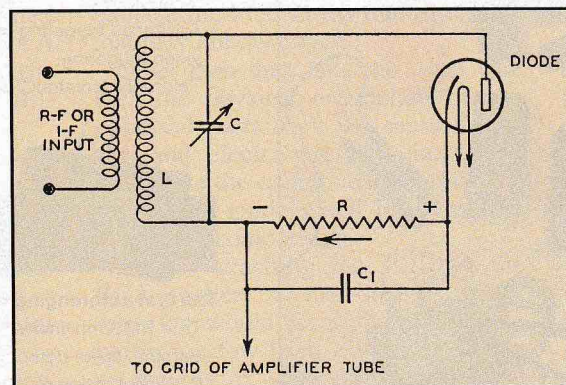 DIODE
R-F OR
I-F
INPUT
C
L
- R +
C1
TO GRID OF AMPLIFIER TUBE